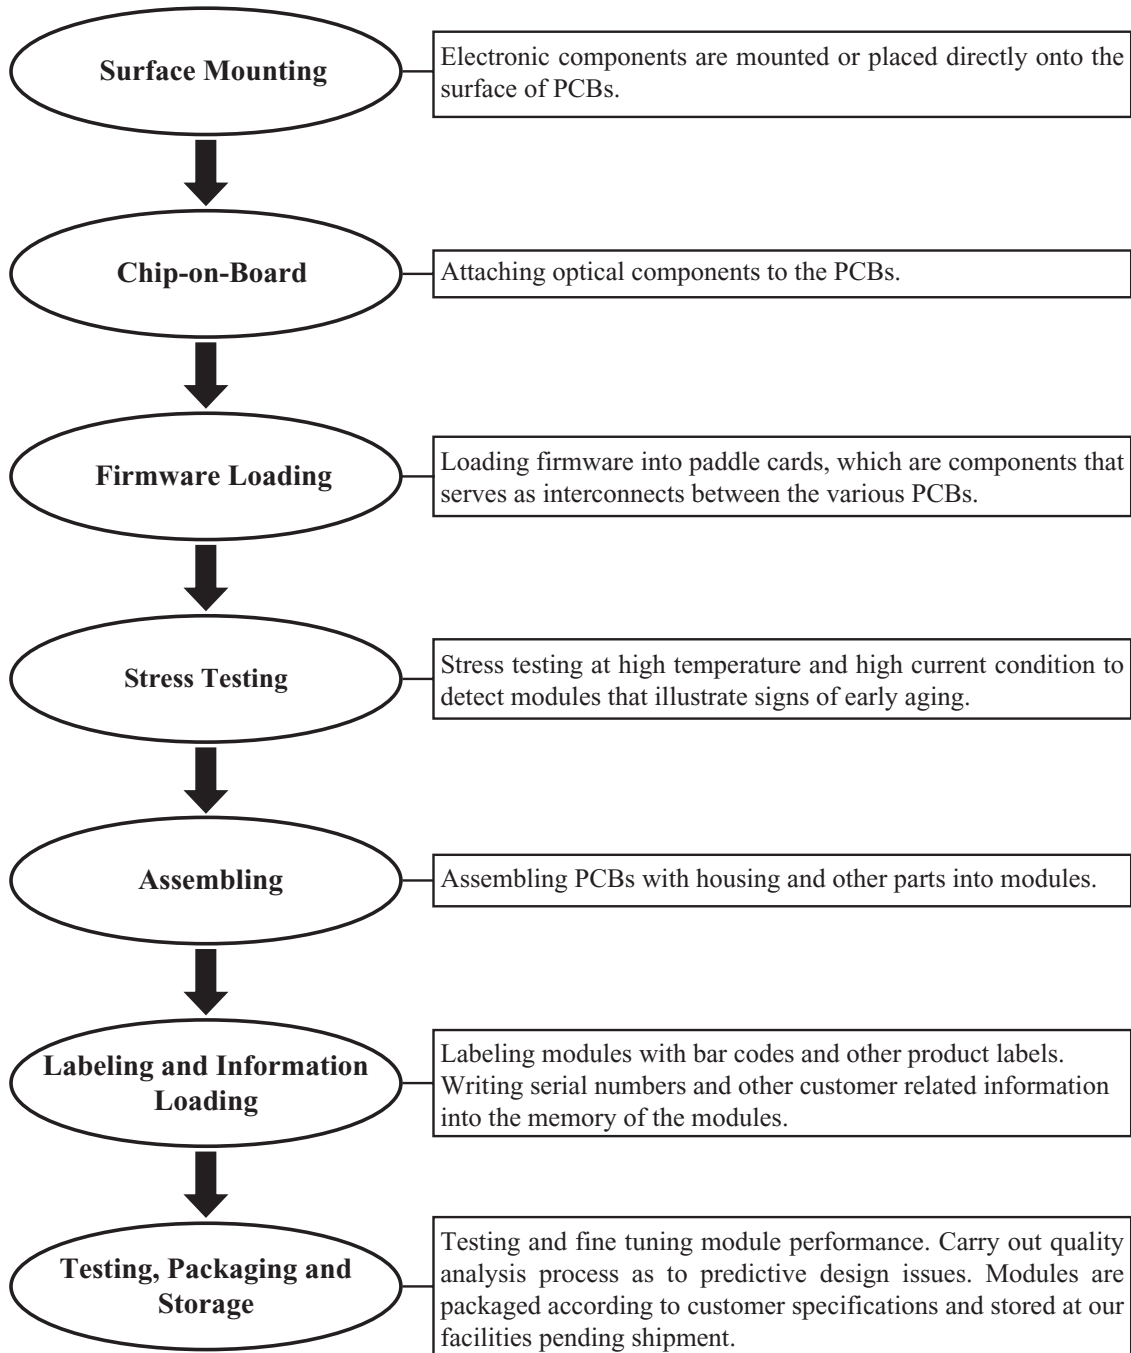 Surface Mounting
Electronic components are mounted or placed directly onto the
surface of PCBs.
Chip-on-Board
Attaching optical components to the PCBs.
Firmware Loading
Loading firmware into paddle cards, which are components that
serves as interconnects between the various PCBs.
Stress Testing
Stress testing at high temperature and high current condition to
detect modules that illustrate signs of early aging.
Assembling
Assembling PCBs with housing and other parts into modules.
Labeling and Information
Loading
Labeling modules with bar codes and other product labels.
Writing serial numbers and other customer related information
into the memory of the modules.
Testing, Packaging and
Storage
Testing and fine tuning module performance. Carry out quality
analysis process as to predictive design issues. Modules are
packaged according to customer specifications and stored at our
facilities pending shipment.